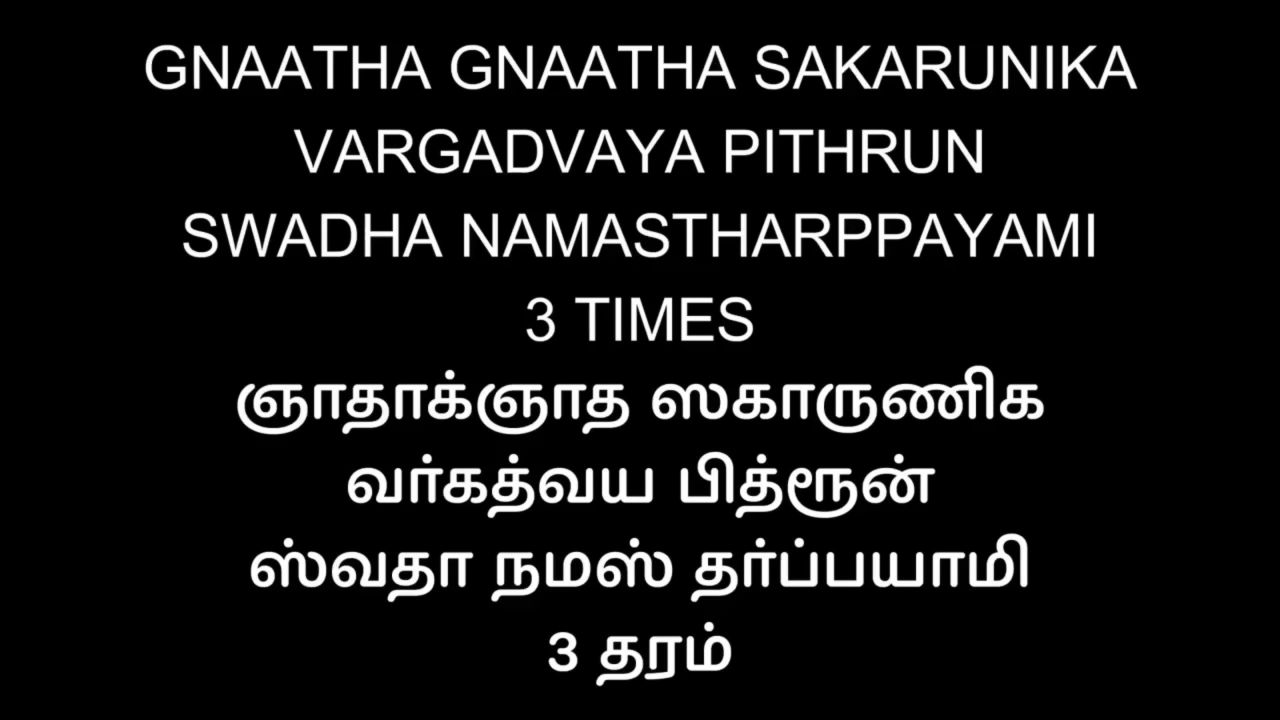 GNAATHA GNAATHA SAKARUNIKA
VARGADVAYA PITHRUN
SWADHA NAMASTHARPPAYAMI
3 TIMES
ஞாதாக்ஞாத ஸகாருணிக
வர்கத்வய பித்ரூன்
ஸ்வதா நமஸ் தர்ப்பயாமி
3 தரம்